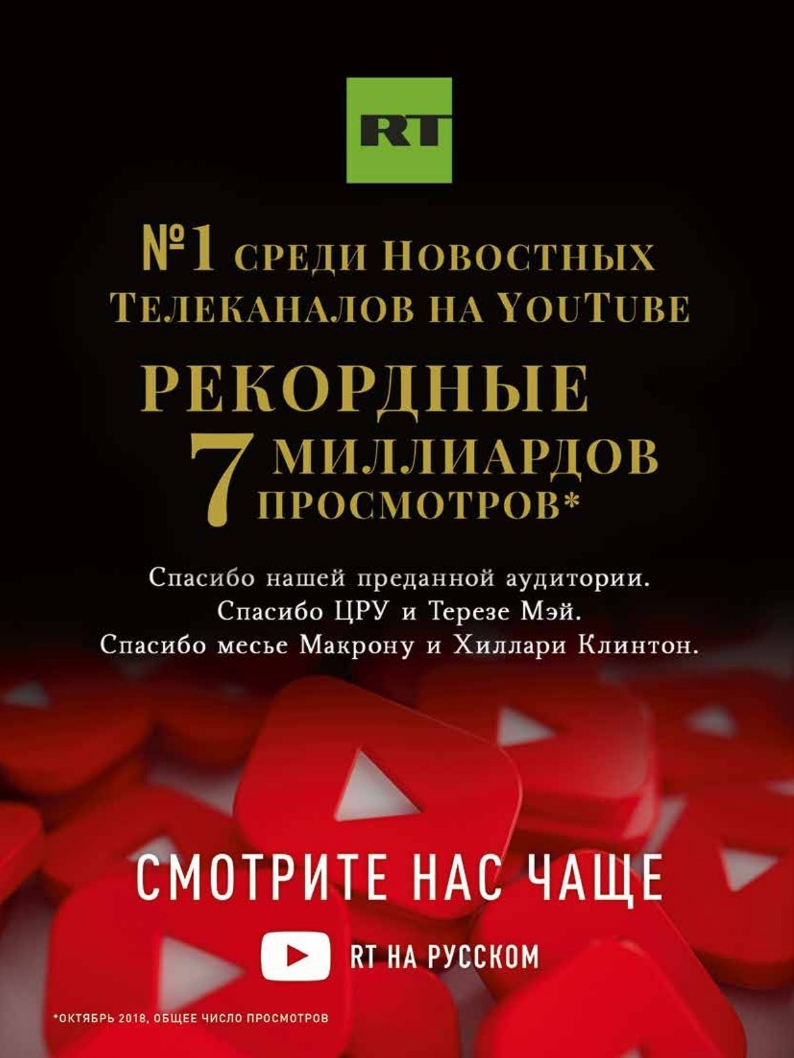 RT
№1 среди Новостных
Телеканалов на YouTube
РЕКОРДНЫЕ
7 МИЛЛИАРДОВ
ПРОСМОТРОВ*
Спасибо нашей преданной аудитории.
Спасибо ЦРУ и Терезе Мэй.
Спасибо месье Макрону и Хиллари Клинтон.
СМОТРИТЕ НАС ЧАЩЕ
RT НА РУССКОМ
*ОКТЯБРЬ 2018, ОБЩЕЕ ЧИСЛО ПРОСМОТРОВ